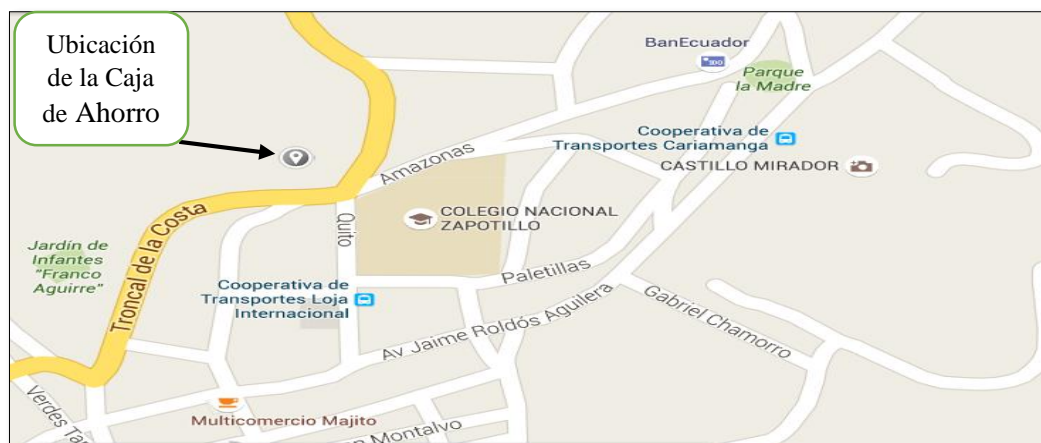 Ubicación
de la Caja
de Ahorro
BanEcuador
Parque
la Madre
Cooperativa de
Transportes Cariamanga
CASTILLO MIRADOR
Amazonas
COLEGIO NACIONAL
ZAPOTILLO
Quito
Troncal de la Costa
Jardín de
Infantes
"Franco
Aguirre"
Cooperativa de
Transportes Loja
Internacional
Paletillas
Gabriel Chamorro
Av Jaime Roldós Aguilera
Multicomercio Majito
Verdes
Montalvo